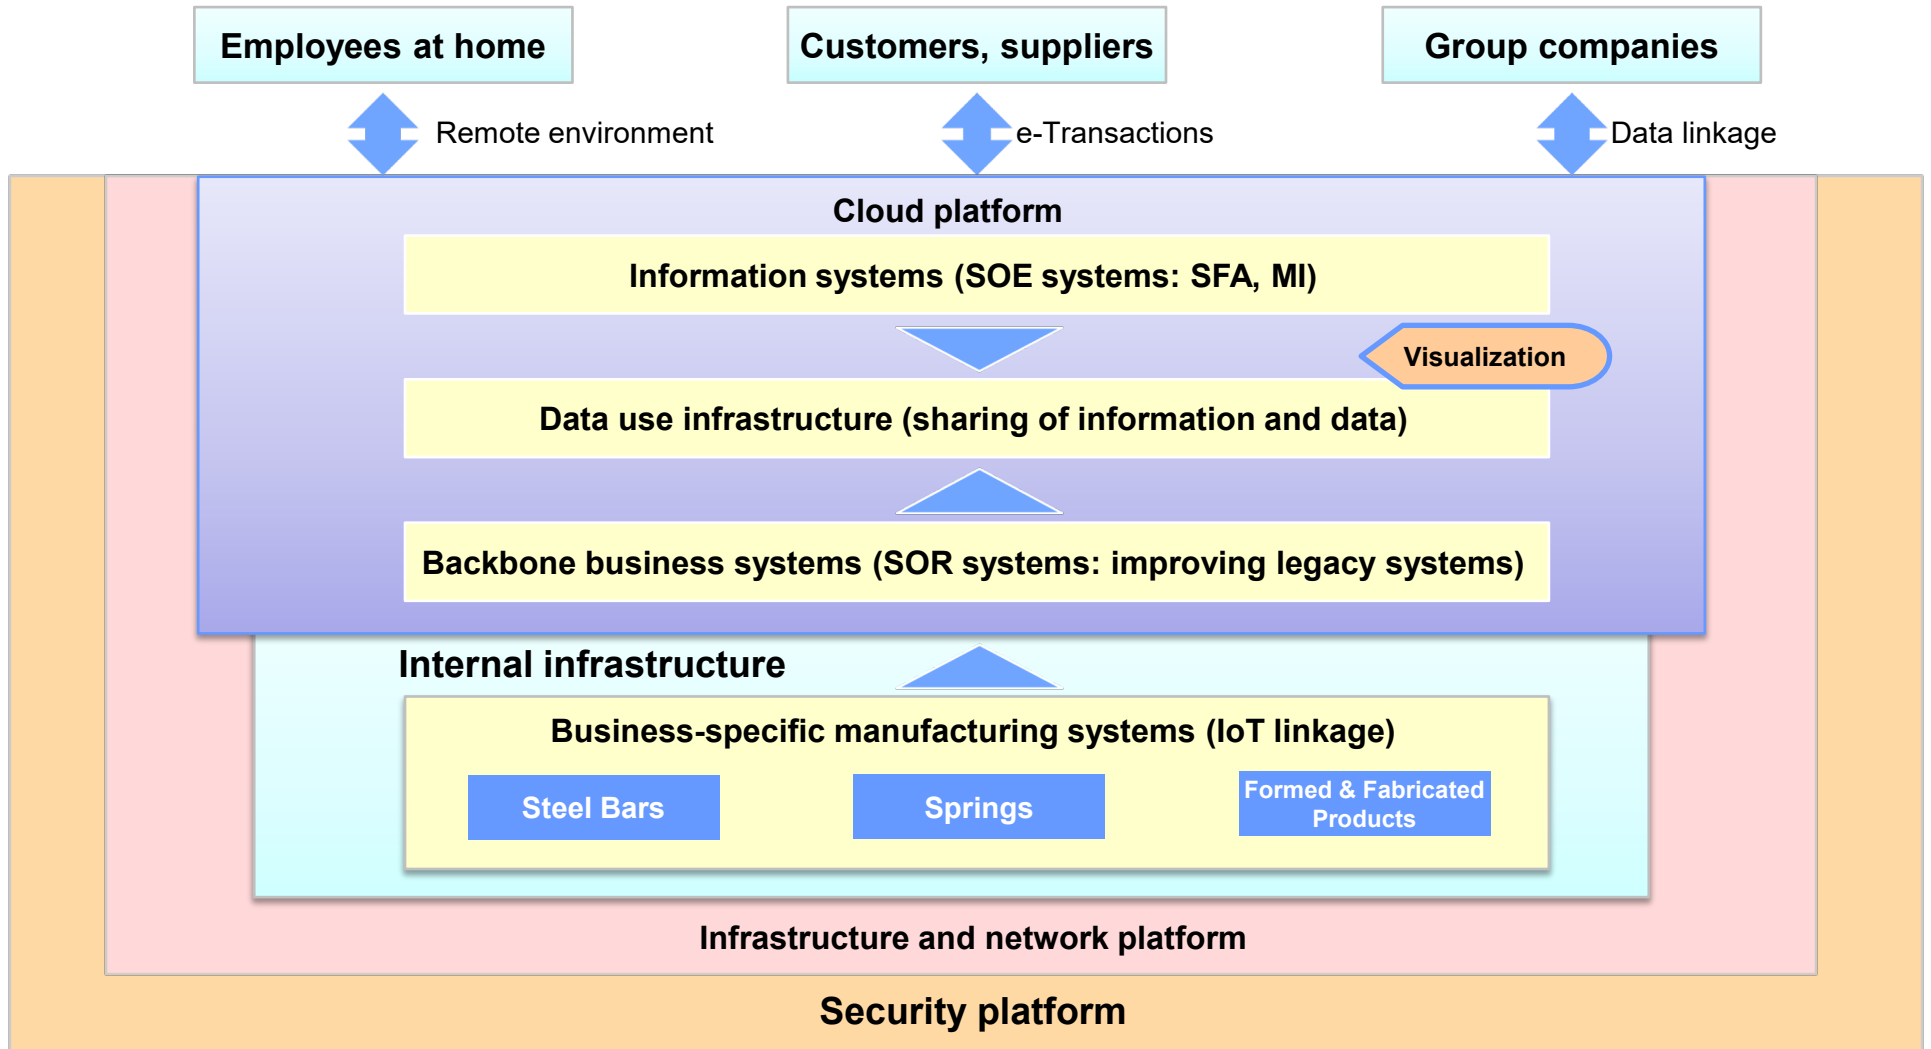 Employees at home
Customers, suppliers
Group companies
Remote environment
e-Transactions
Data linkage
Cloud platform
Information systems (SOE systems: SFA, MI)
Visualization
Data use infrastructure (sharing of information and data)
Backbone business systems (SOR systems: improving legacy systems)
Internal infrastructure
Business-specific manufacturing systems (IoT linkage)
Steel Bars
Springs
Formed & Fabricated
Products
Infrastructure and network platform
Security platform